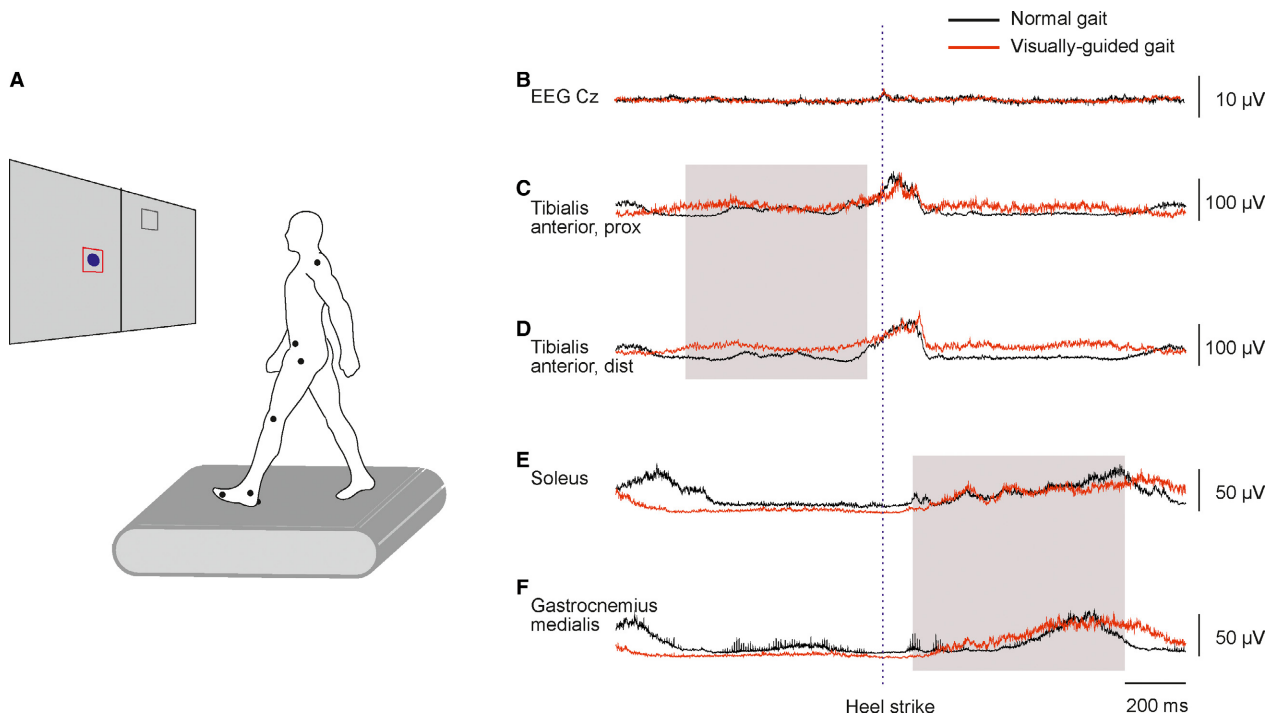 Normal gait
Visually-guided gait
A
B
EEG Cz
10 µV
C
Tibialis
anterior, prox
100 µV
D
Tibialis
anterior, dist
100 µV
E
Soleus
50 µV
F
Gastrocnemius
medialis
50 µV
Heel strike
200 ms